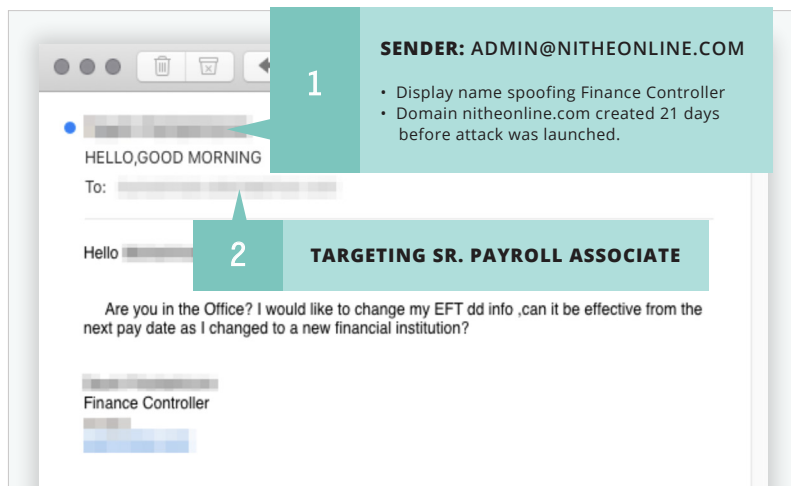 1
SENDER: ADMIN@NITHEONLINE.COM
• Display name spoofing Finance Controller
• Domain nitheonline.com created 21 days
before attack was launched.
HELLO,GOOD MORNING
To:
2
TARGETING SR. PAYROLL ASSOCIATE
Hello
Are you in the Office? I would like to change my EFT dd info ,can it be effective from the
next pay date as I changed to a new financial institution?
Finance Controller